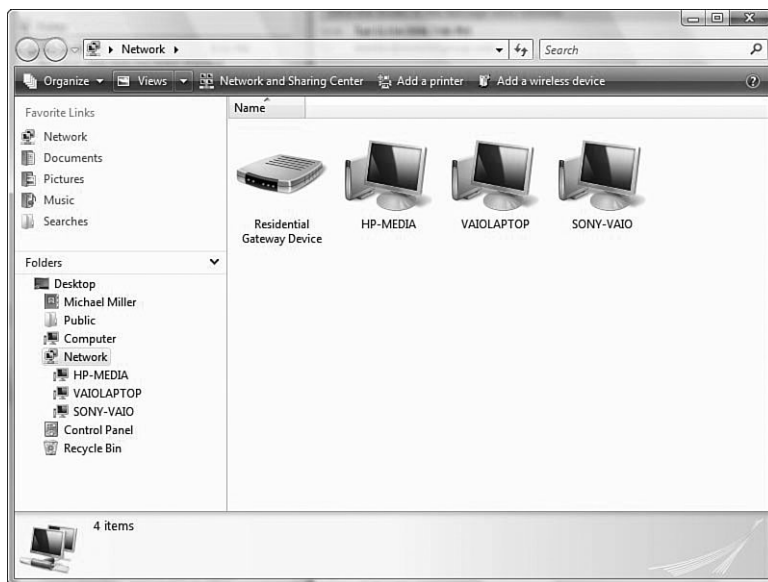 Network
Search
Organize
Views
Network and Sharing Center
Add a printer
Add a wireless device
Favorite Links
Network
Documents
Pictures
Music
Searches
Folders
Desktop
Michael Miller
Public
Computer
Network
HP-MEDIA
VAIOLAPTOP
SONY-VAIO
Control Panel
Recycle Bin
Name
Residential
Gateway Device
HP-MEDIA
VAIOLAPTOP
SONY-VAIO
4 items